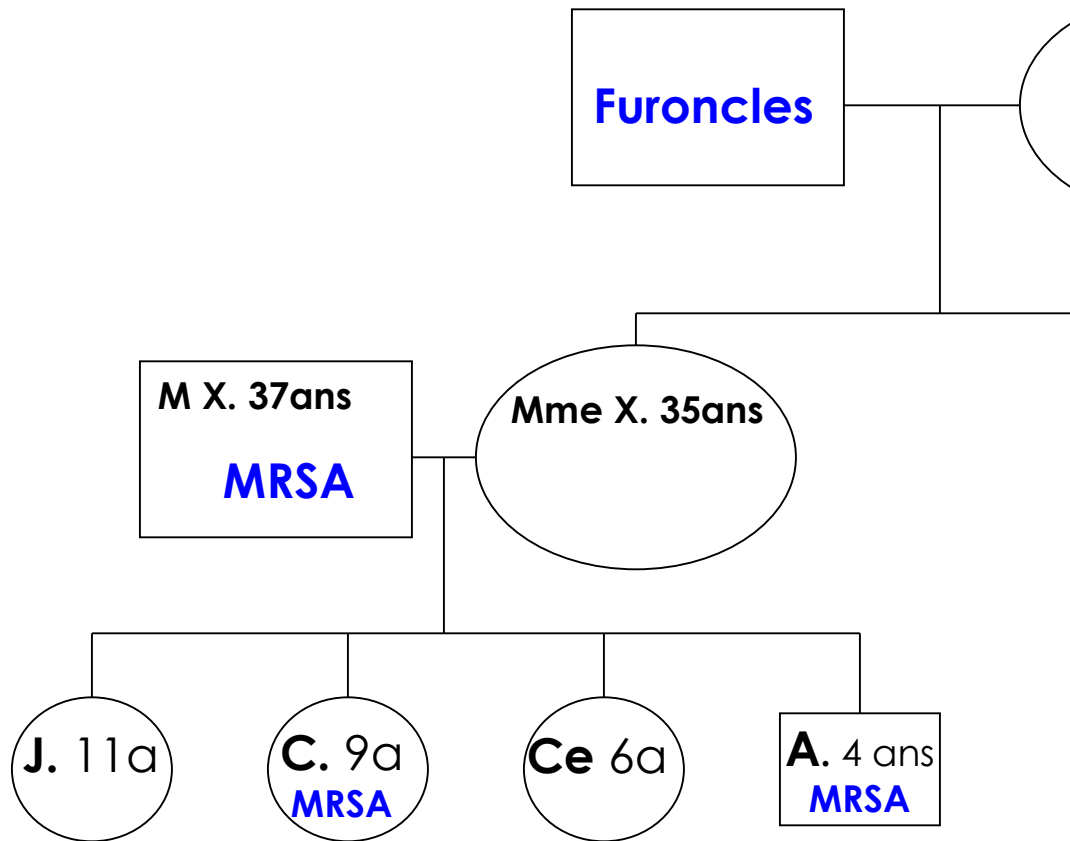 Furoncles
M X. 37ans
MRSA
Mme X. 35ans
J. 11a
C. 9a
MRSA
Ce 6a
A. 4 ans
MRSA